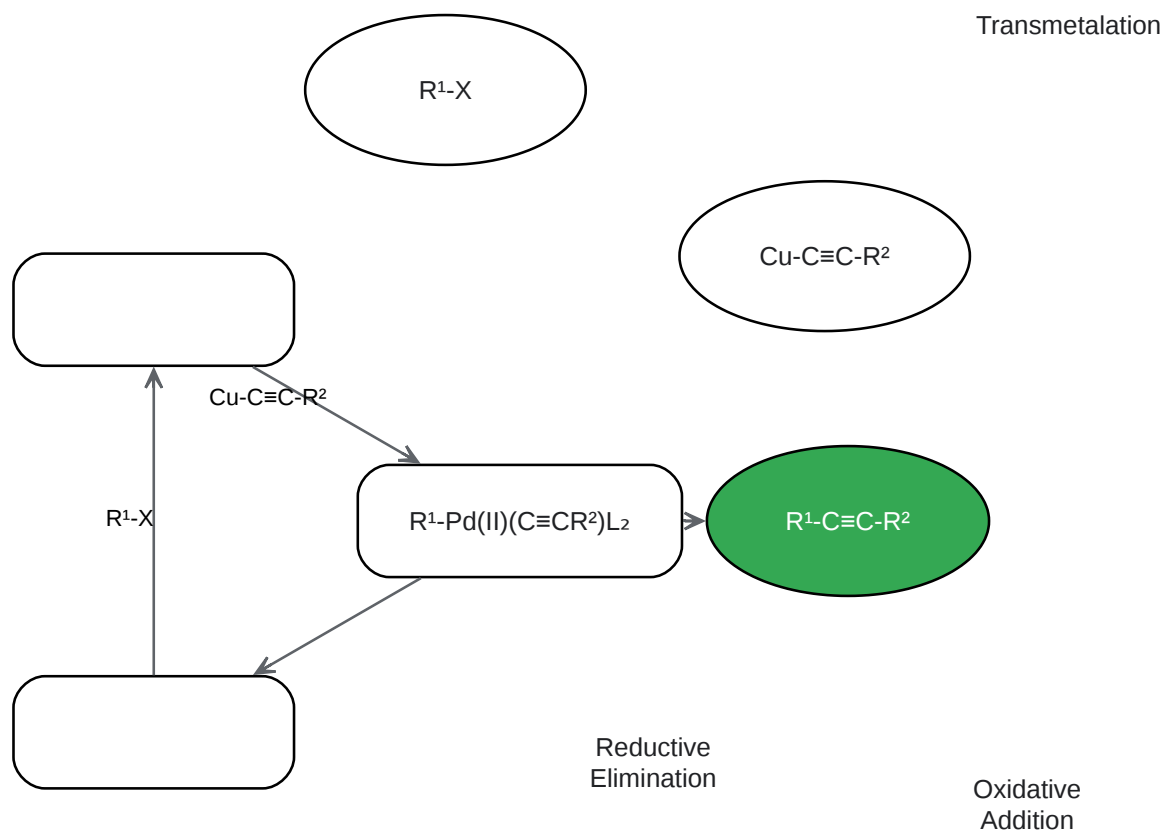 Transmetalation
R¹-X
Cu-C≡C-R²
Cu-C≡C-R²
R¹-X
R¹-Pd(II)(C≡CR²)L₂
R¹-C≡C-R²
Reductive
Elimination
Oxidative
Addition